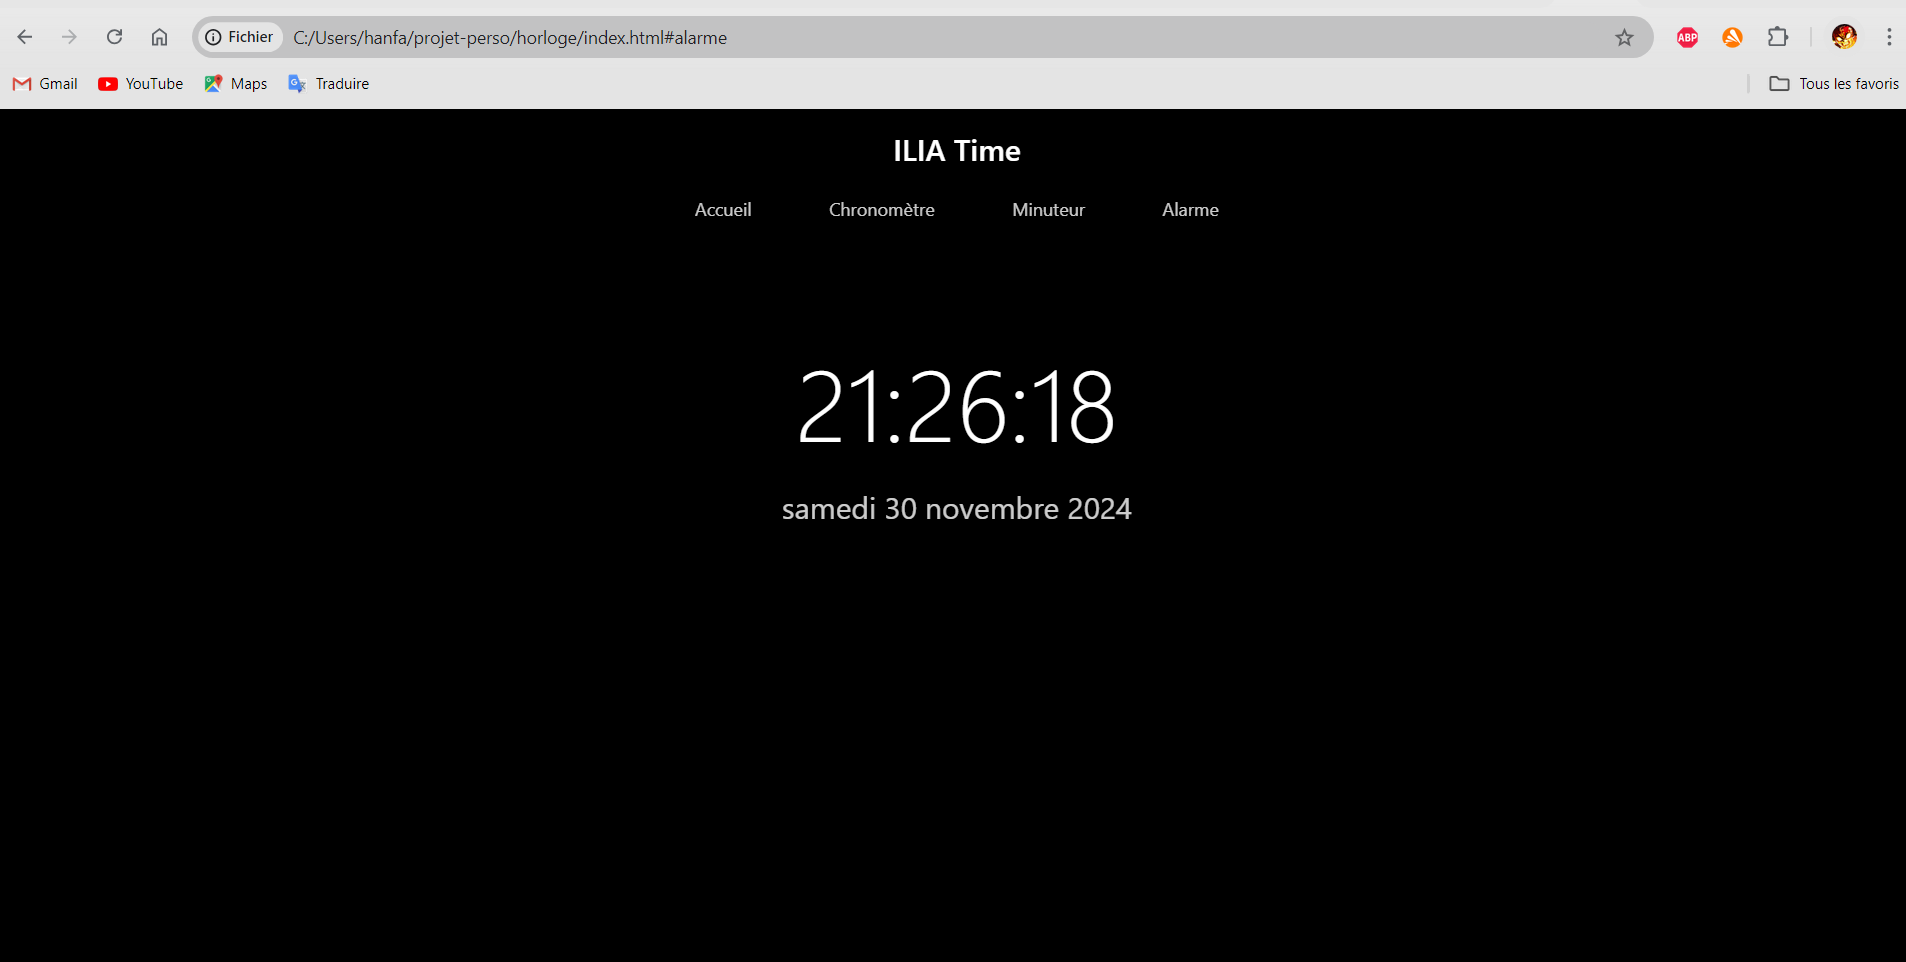 Fichier C:/Users/hanfa/projet-perso/horloge/index.html#alarme ABP
Gmail YouTube Maps Traduire Tous les favoris
ILIA Time
Accueil Chronomètre Minuteur Alarme
21:26:18
samedi 30 novembre 2024